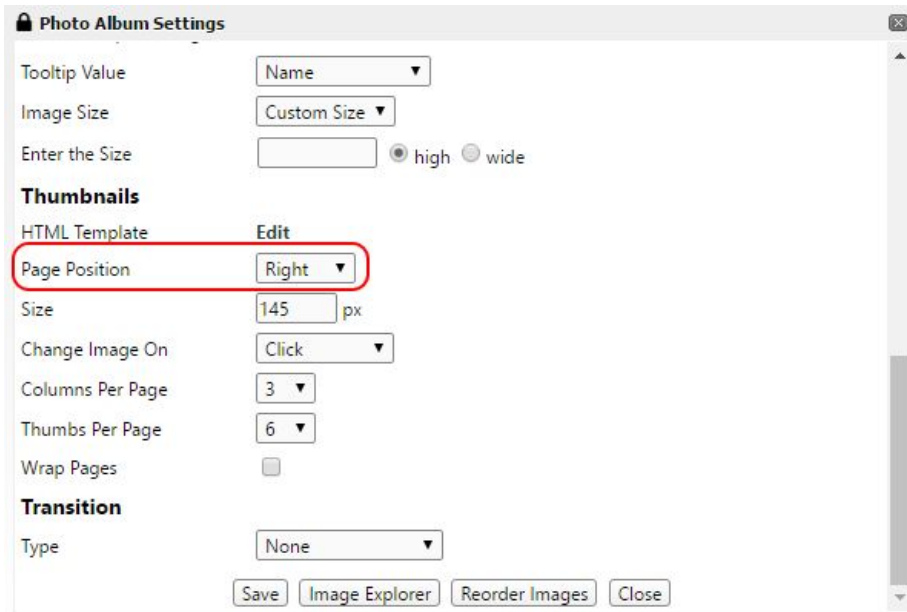 Photo Album Settings
Tooltip Value Name
Image Size Custom Size
Enter the Size high wide
Thumbnails
HTML Template Edit
Page Position Right
Size 145 px
Change Image On Click
Columns Per Page 3
Thumbs Per Page 6
Wrap Pages
Transition
Type None
Save Image Explorer Reorder Images Close